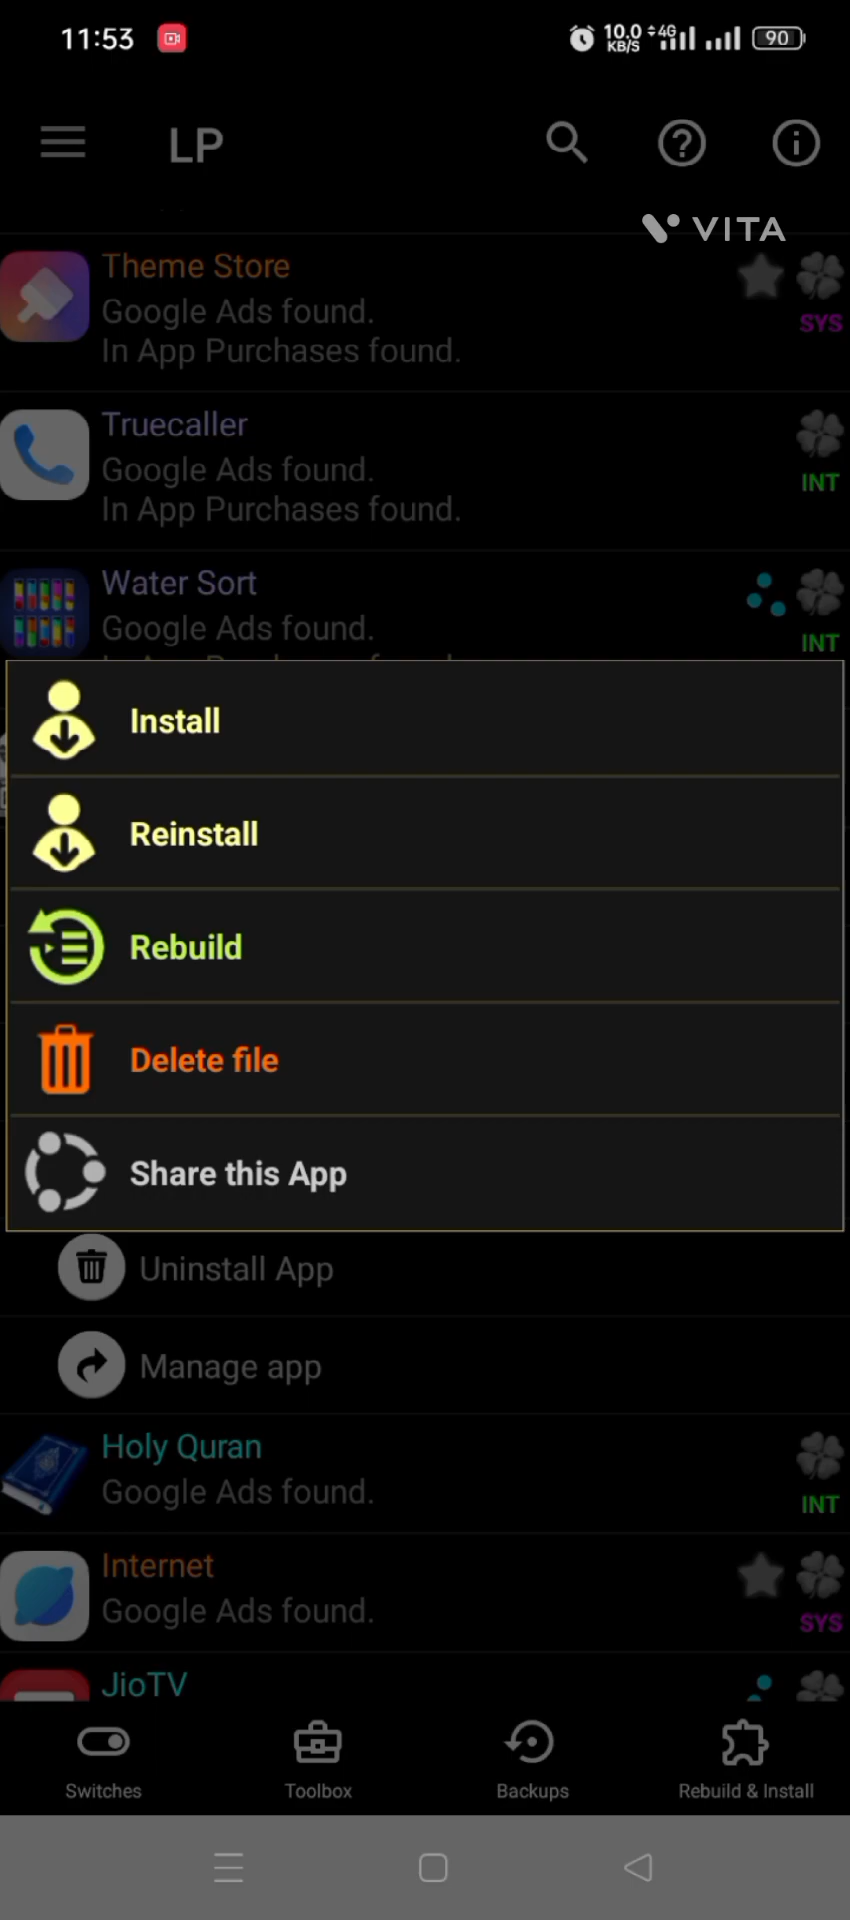 11:53
10.0 KB/S 4G 90
LP
VITA
Theme Store
Google Ads found.
In App Purchases found.
SYS
Truecaller
Google Ads found.
In App Purchases found.
INT
Water Sort
Google Ads found.
INT
Install
Reinstall
Rebuild
Delete file
Share this App
Uninstall App
Manage app
Holy Quran
Google Ads found.
INT
Internet
Google Ads found.
SYS
JioTV
Switches
Toolbox
Backups
Rebuild & Install